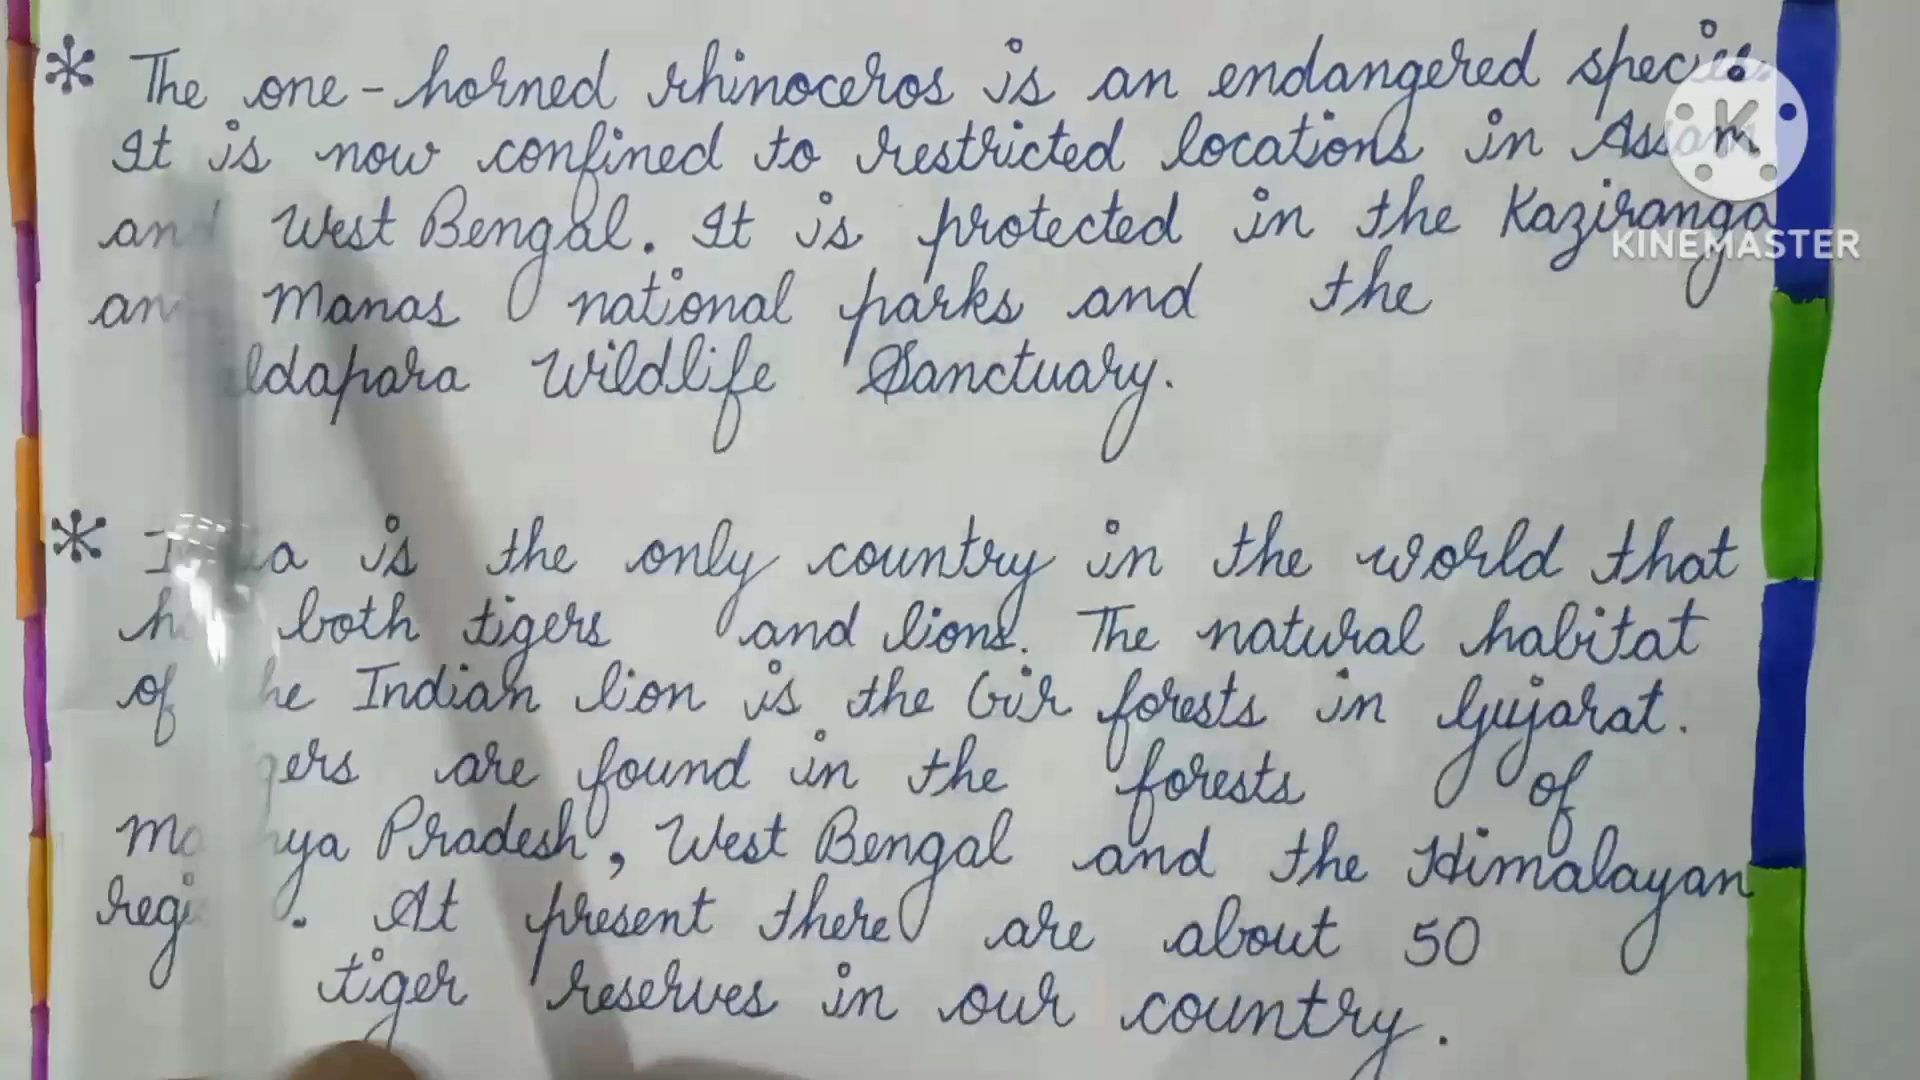 * The one-horned rhinoceros is an endangered
It is now confined to restricted locations in Assam
and West Bengal. It is protected in the Kaziranga
Manas national parks and the
Wildlife Sanctuary.
* is the only country in the world that
both tigers and lions. The natural habitat
of Indian lion is the Gir forests in Gujarat.
are found in the forests of
Pradesh, West Bengal and the Himalayan
. At present there are about 50
tiger reserves in our country.
K
KINEMASTER